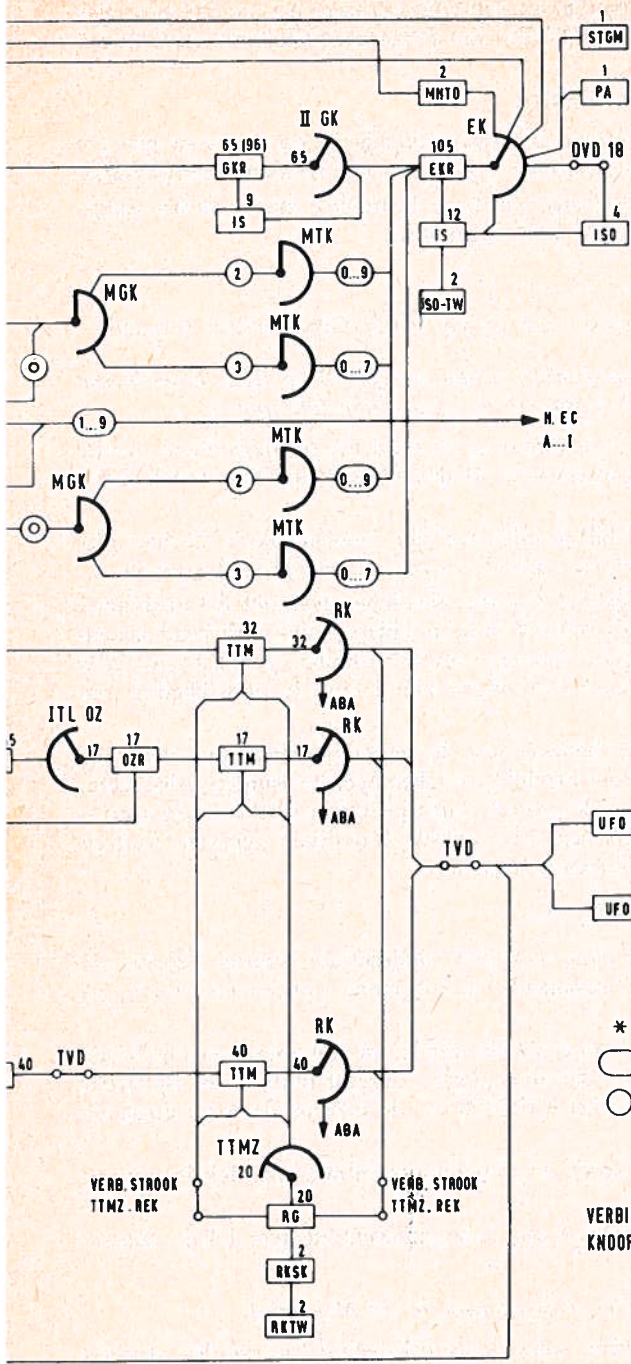 1
STGM
2
MNTO
1
PA
II GK
EK
65(96)
GKR
65
105
EKR
OVD 18
9
IS
12
IS
4
ISO
MTK
2
0...9
2
ISO-TW
MGK
MTK
3
0...7
1...9
N. EC
A...I
MTK
MGK
2
0...9
MTK
3
0...7
RK
32
TTM
32
ABA
ITL OZ
RK
5
17
17
OZR
17
TTM
17
ABA
UFO
TVD
UFO
RK
*
40
TVD
40
TTM
40
ABA
TTMZ
20
VERB. STROOK
TTMZ. REK
VERB. STROOK
TTMZ. REK
20
RG
VERBI
KNOOP
2
RKSK
2
RKTW